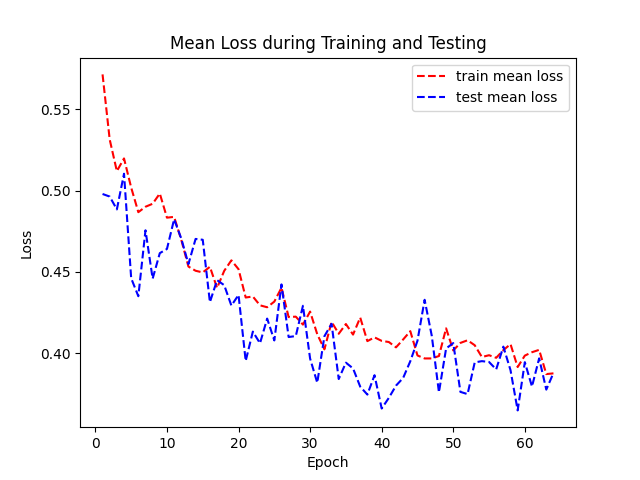 Mean Loss during Training and Testing
train mean loss
test mean loss
0.55
0.50
0.45
0.40
Loss
0 10 20 30 40 50 60
Epoch